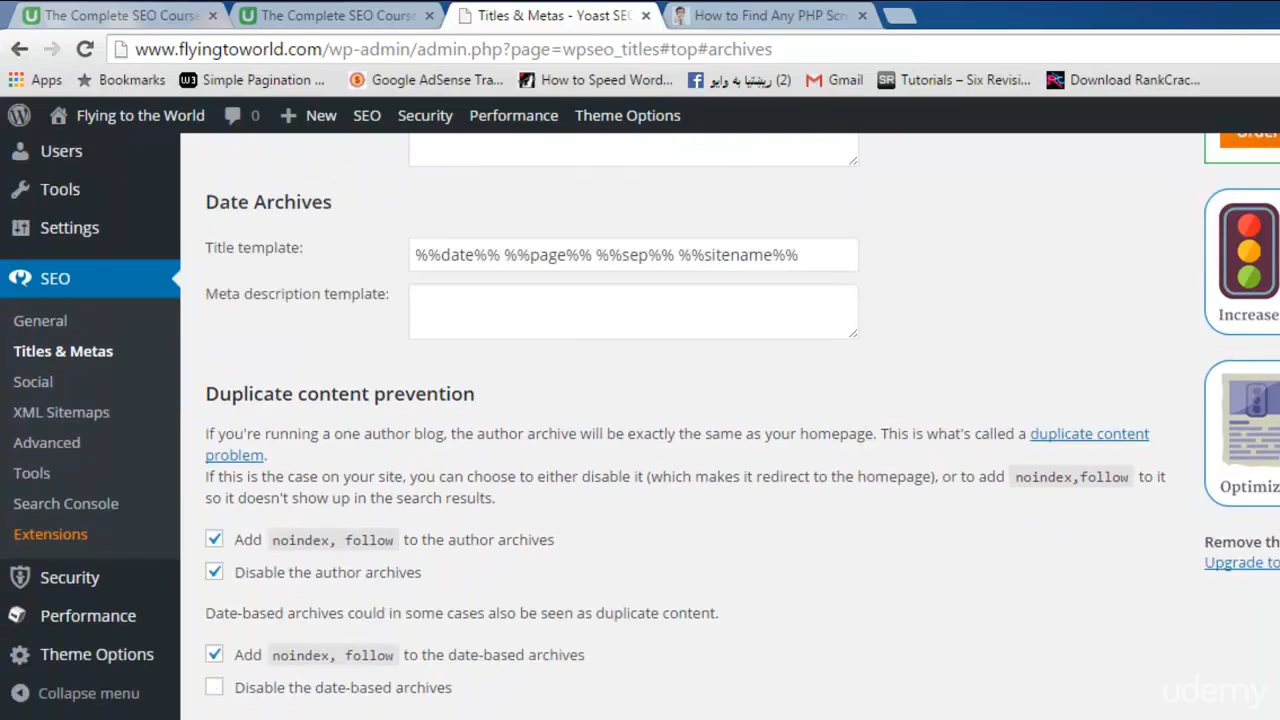 The Complete SEO Course
The Complete SEO Course
Titles & Metas - Yoast SEO
How to Find Any PHP Scr
www.flyingtoworld.com/wp-admin/admin.php?page=wpseo_titles#top#archives
Apps
Bookmarks
W3
Simple Pagination ...
Google AdSense Tra...
How to Speed Word...
(2) ریښتیا به وایو
Gmail
SR
Tutorials – Six Revisi...
Download RankCrac...
Flying to the World
0
New
SEO
Security
Performance
Theme Options
Users
Tools
Settings
SEO
General
Titles & Metas
Social
XML Sitemaps
Advanced
Tools
Search Console
Extensions
Security
Performance
Theme Options
Collapse menu
Date Archives
Title template:
%%date%% %%page%% %%sep%% %%sitename%%
Meta description template:
Duplicate content prevention
If you're running a one author blog, the author archive will be exactly the same as your homepage. This is what's called a duplicate content
problem.
If this is the case on your site, you can choose to either disable it (which makes it redirect to the homepage), or to add noindex,follow to it
so it doesn't show up in the search results.
Add noindex, follow to the author archives
Disable the author archives
Date-based archives could in some cases also be seen as duplicate content.
Add noindex, follow to the date-based archives
Disable the date-based archives
Increase
Optimiz
Remove th
Upgrade to
udemy